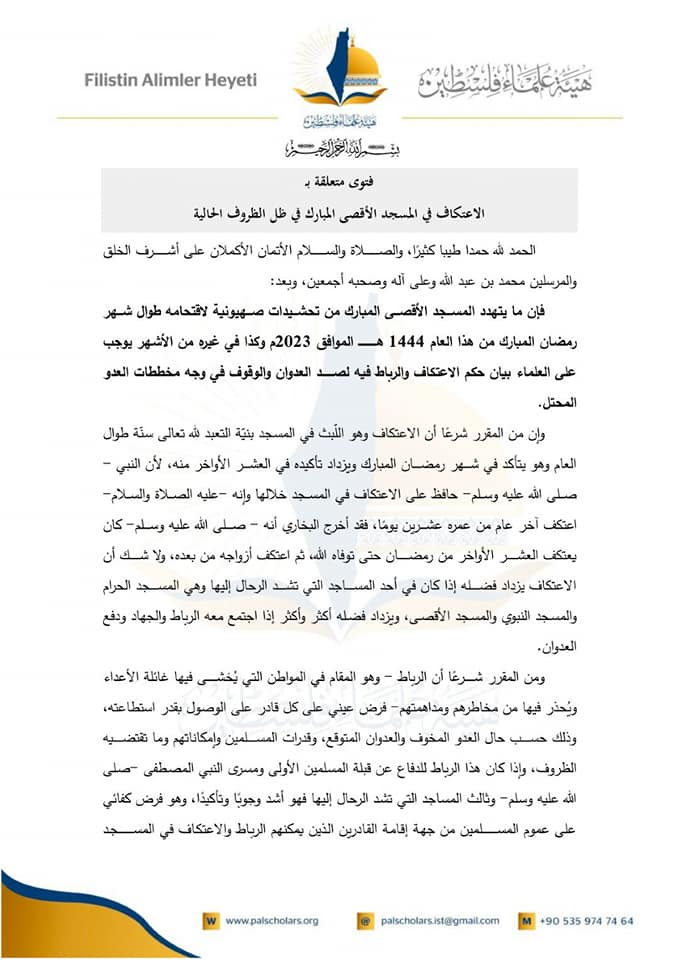 Filistin Alimler Heyeti
هيئة علماء فلسطين
هيئة علماء فلسطين
بسم الله الرحمن الرحيم
فتوى متعلقة بـ
الاعتكاف في المسجد الأقصى المبارك في ظل الظروف الحالية
الحمد لله حمدا طيبا كثيرًا، والصلاة والسلام الأتمان الأكملان على أشرف الخلق
والمرسلين محمد بن عبد الله وعلى آله وصحبه أجمعين، وبعد:
فإن ما يتهدد المسجد الأقصى المبارك من تحشيدات صهيونية لاقتحامه طوال شهر
رمضان المبارك من هذا العام 1444 هـ الموافق 2023م وكذا في غيره من الأشهر يوجب
على العلماء بيان حكم الاعتكاف والرباط فيه لصد العدوان والوقوف في وجه مخططات العدو
المحتل.
وإن من المقرر شرعًا أن الاعتكاف وهو اللّبث في المسجد بنيّة التعبد لله تعالى سنّة طوال
العام وهو يتأكد في شهر رمضان المبارك ويزداد تأكيده في العشر الأواخر منه، لأن النبي –
صلى الله عليه وسلم– حافظ على الاعتكاف في المسجد خلالها وإنه –عليه الصلاة والسلام–
اعتكف آخر عام من عمره عشرين يومًا، فقد أخرج البخاري أنه – صلى الله عليه وسلم– كان
يعتكف العشر الأواخر من رمضان حتى توفاه الله، ثم اعتكف أزواجه من بعده، ولا شك أن
الاعتكاف يزداد فضله إذا كان في أحد المساجد التي تشد الرحال إليها وهي المسجد الحرام
والمسجد النبوي والمسجد الأقصى، ويزداد فضله أكثر وأكثر إذا اجتمع معه الرباط والجهاد ودفع
العدوان.
ومن المقرر شرعًا أن الرباط – وهو المقام في المواطن التي يُخشى فيها غائلة الأعداء
ويُحذر فيها من مخاطرهم ومداهمتهم– فرض عيني على كل قادر على الوصول بقدر استطاعته،
وذلك حسب حال العدو المخوف والعدوان المتوقع، وقدرات المسلمين وإمكاناتهم وما تقتضيه
الظروف، وإذا كان هذا الرباط للدفاع عن قبلة المسلمين الأولى ومسرى النبي المصطفى –صلى
الله عليه وسلم– وثالث المساجد التي تشد الرحال إليها فهو أشد وجوبًا وتأكيدًا، وهو فرض كفائي
على عموم المسلمين من جهة إقامة القادرين الذين يمكنهم الرباط والاعتكاف في المسجد
هيئة علماء فلسطين
W www.palscholars.org @ palscholars.ist@gmail.com M +90 535 974 74 64